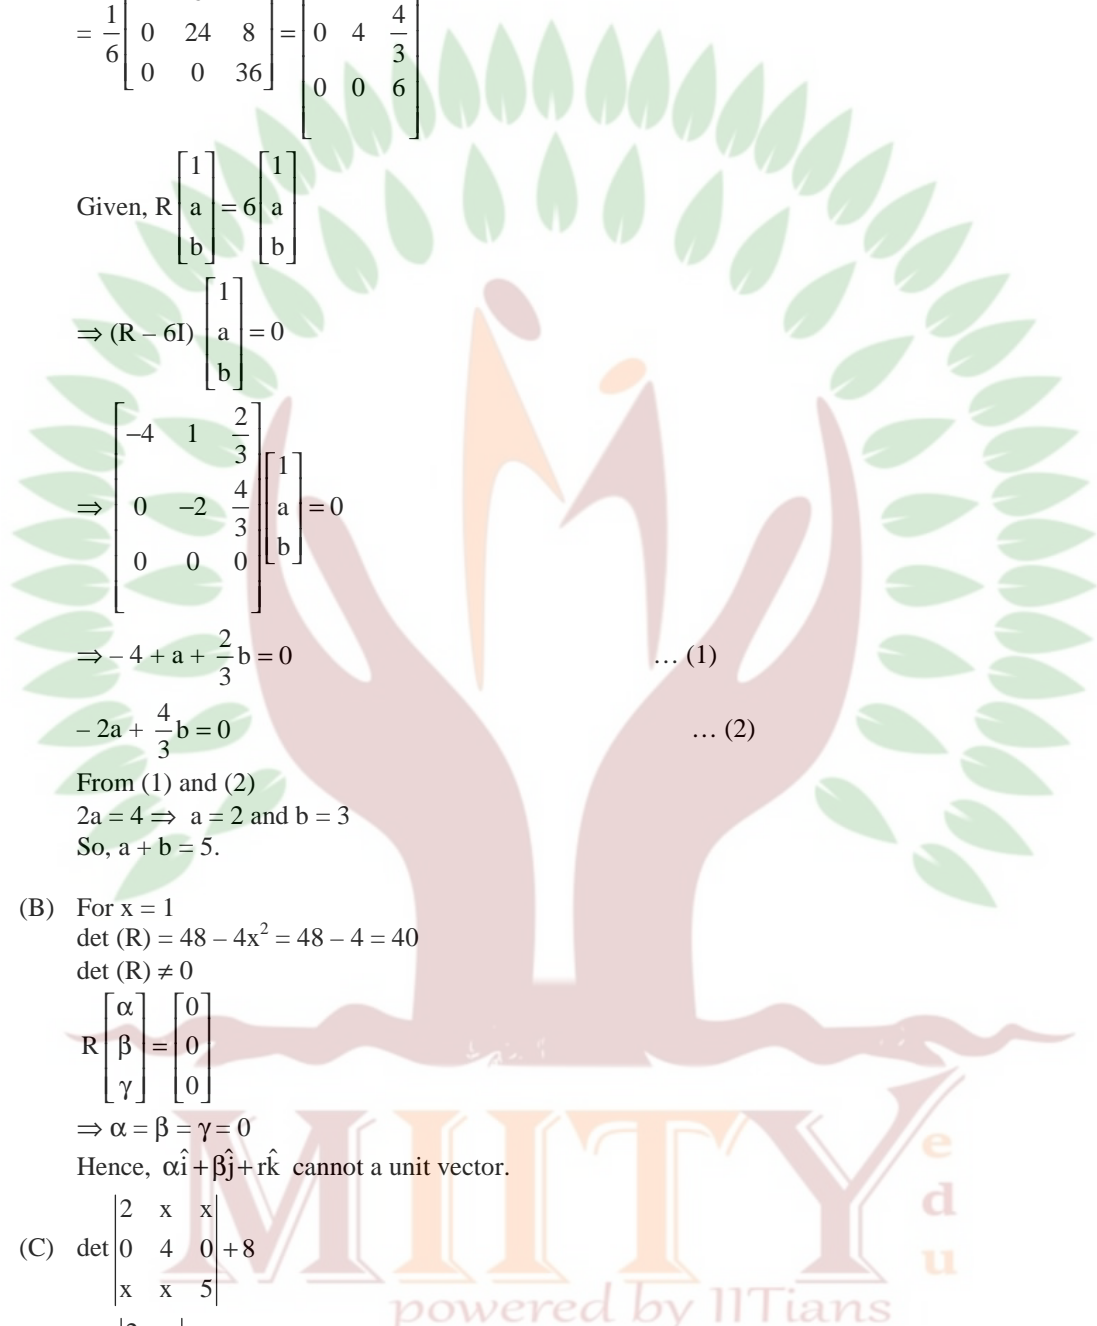 = 1/6 [0 24 8; 0 0 36] = [0 4 4/3; 0 0 6]
Given, R [1; a; b] = 6 [1; a; b]
⇒ (R – 6I) [1; a; b] = 0
⇒ [–4 1 2/3; 0 –2 4/3; 0 0 0] [1; a; b] = 0
⇒ – 4 + a + 2/3 b = 0 … (1)
– 2a + 4/3 b = 0 … (2)
From (1) and (2)
2a = 4 ⇒ a = 2 and b = 3
So, a + b = 5.
(B) For x = 1
det (R) = 48 – 4x² = 48 – 4 = 40
det (R) ≠ 0
R [α; β; γ] = [0; 0; 0]
⇒ α = β = γ = 0
Hence, αî + βĵ + rk̂ cannot a unit vector.
(C) det |2 x x; 0 4 0; x x 5| + 8
MIITY
edu
powered by IITians